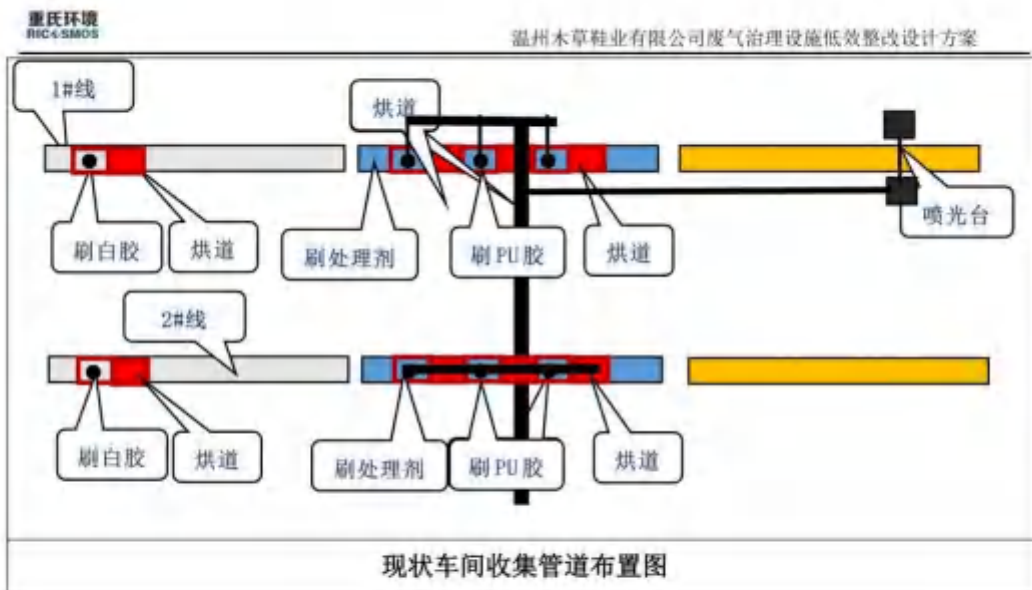 重氏环境
RICOSMOS
温州木草鞋业有限公司废气治理设施低效整改设计方案
1#线
烘道
刷白胶
烘道
刷处理剂
刷PU胶
烘道
喷光台
2#线
刷白胶
烘道
刷处理剂
刷PU胶
烘道
现状车间收集管道布置图